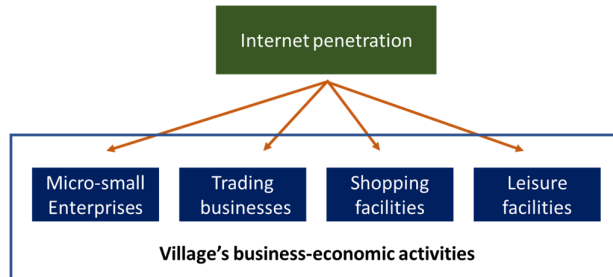 Internet penetration
Micro-small
Enterprises
Trading
businesses
Shopping
facilities
Leisure
facilities
Village's business-economic activities